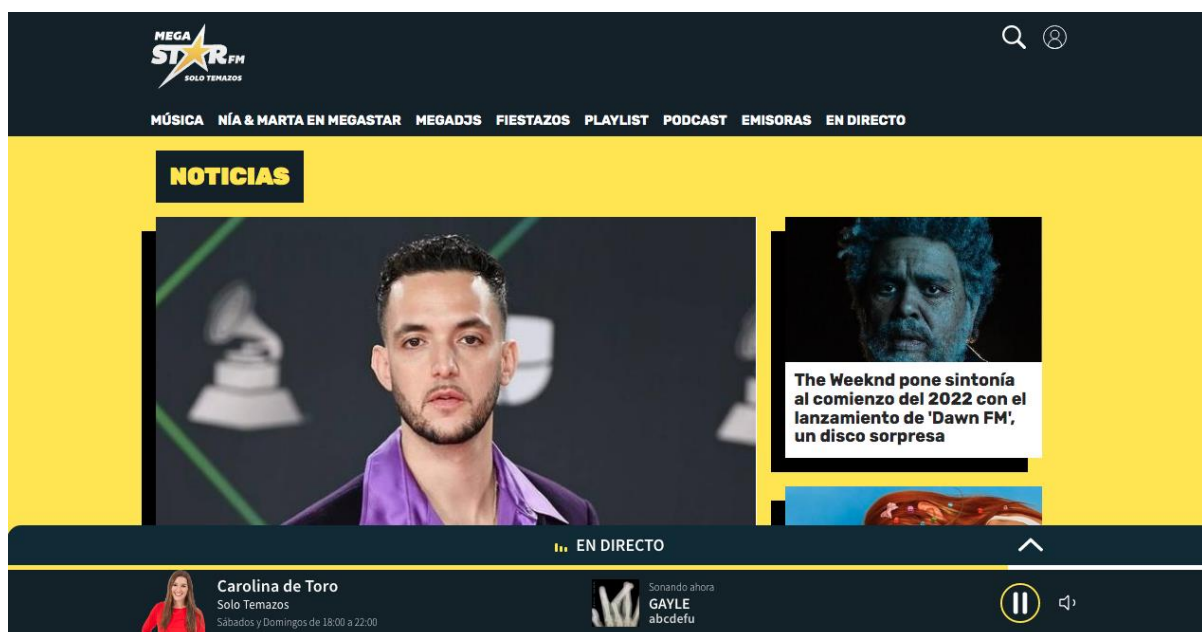 MEGA
STAR FM
SOLO TEMAZOS
MÚSICA NÍA & MARTA EN MEGASTAR MEGADJS FIESTAZOS PLAYLIST PODCAST EMISORAS EN DIRECTO
NOTICIAS
The Weeknd pone sintonía
al comienzo del 2022 con el
lanzamiento de 'Dawn FM',
un disco sorpresa
EN DIRECTO
Carolina de Toro
Solo Temazos
Sábados y Domingos de 18:00 a 22:00
Sonando ahora
GAYLE
abcdefu